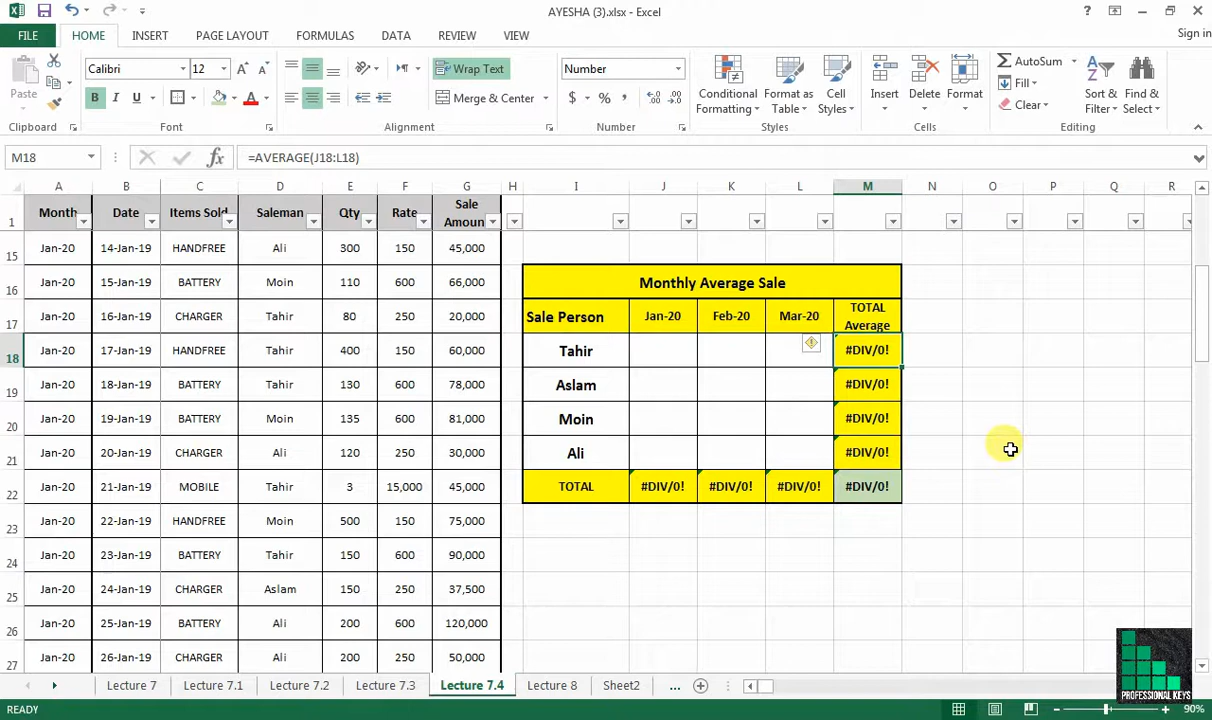 AYESHA (3).xlsx - Excel
FILE HOME INSERT PAGE LAYOUT FORMULAS DATA REVIEW VIEW Sign in
Paste Calibri 12 Wrap Text Number Conditional Formatting Format as Table Cell Styles Insert Delete Format AutoSum Sort & Filter Find & Select
B I U Merge & Center $ % Fill
Clear
Clipboard Font Alignment Number Styles Cells Editing
M18 =AVERAGE(J18:L18)
A B C D E F G H I J K L M N O P Q R
1 Month Date Items Sold Saleman Qty Rate Sale Amoun
15 Jan-20 14-Jan-19 HANDFREE Ali 300 150 45,000
16 Jan-20 15-Jan-19 BATTERY Moin 110 600 66,000 Monthly Average Sale
17 Jan-20 16-Jan-19 CHARGER Tahir 80 250 20,000 Sale Person Jan-20 Feb-20 Mar-20 TOTAL Average
18 Jan-20 17-Jan-19 HANDFREE Tahir 400 150 60,000 Tahir #DIV/0!
19 Jan-20 18-Jan-19 BATTERY Tahir 130 600 78,000 Aslam #DIV/0!
20 Jan-20 19-Jan-19 BATTERY Moin 135 600 81,000 Moin #DIV/0!
21 Jan-20 20-Jan-19 CHARGER Ali 120 250 30,000 Ali #DIV/0!
22 Jan-20 21-Jan-19 MOBILE Tahir 3 15,000 45,000 TOTAL #DIV/0! #DIV/0! #DIV/0! #DIV/0!
23 Jan-20 22-Jan-19 HANDFREE Moin 500 150 75,000
24 Jan-20 23-Jan-19 BATTERY Tahir 150 600 90,000
25 Jan-20 24-Jan-19 CHARGER Aslam 150 250 37,500
26 Jan-20 25-Jan-19 BATTERY Ali 200 600 120,000
27 Jan-20 26-Jan-19 CHARGER Ali 200 250 50,000
Lecture 7 Lecture 7.1 Lecture 7.2 Lecture 7.3 Lecture 7.4 Lecture 8 Sheet2 ...
PROFESSIONAL KEYS
READY 90%